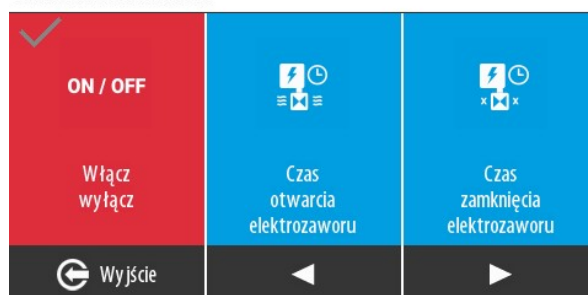 ON / OFF
Włącz
wyłącz
Czas
otwarcia
elektrozaworu
Czas
zamknięcia
elektrozaworu
Wyjście